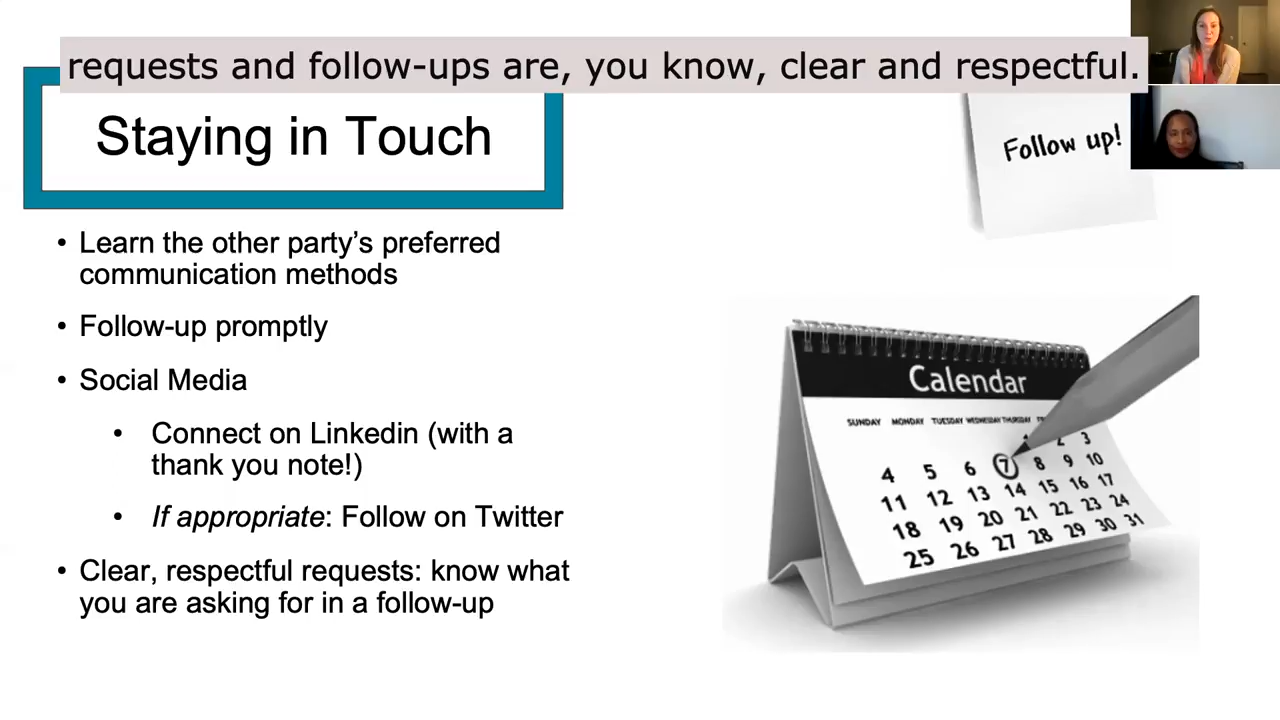 requests and follow-ups are, you know, clear and respectful.
Staying in Touch
Follow up!
• Learn the other party’s preferred
communication methods
• Follow-up promptly
• Social Media
• Connect on Linkedin (with a
thank you note!)
• If appropriate: Follow on Twitter
• Clear, respectful requests: know what
you are asking for in a follow-up
Calendar
SUNDAY MONDAY TUESDAY WEDNESDAY THURSDAY
1 2 3
4 5 6 7 8 9 10
11 12 13 14 15 16 17
18 19 20 21 22 23 24
25 26 27 28 29 30 31